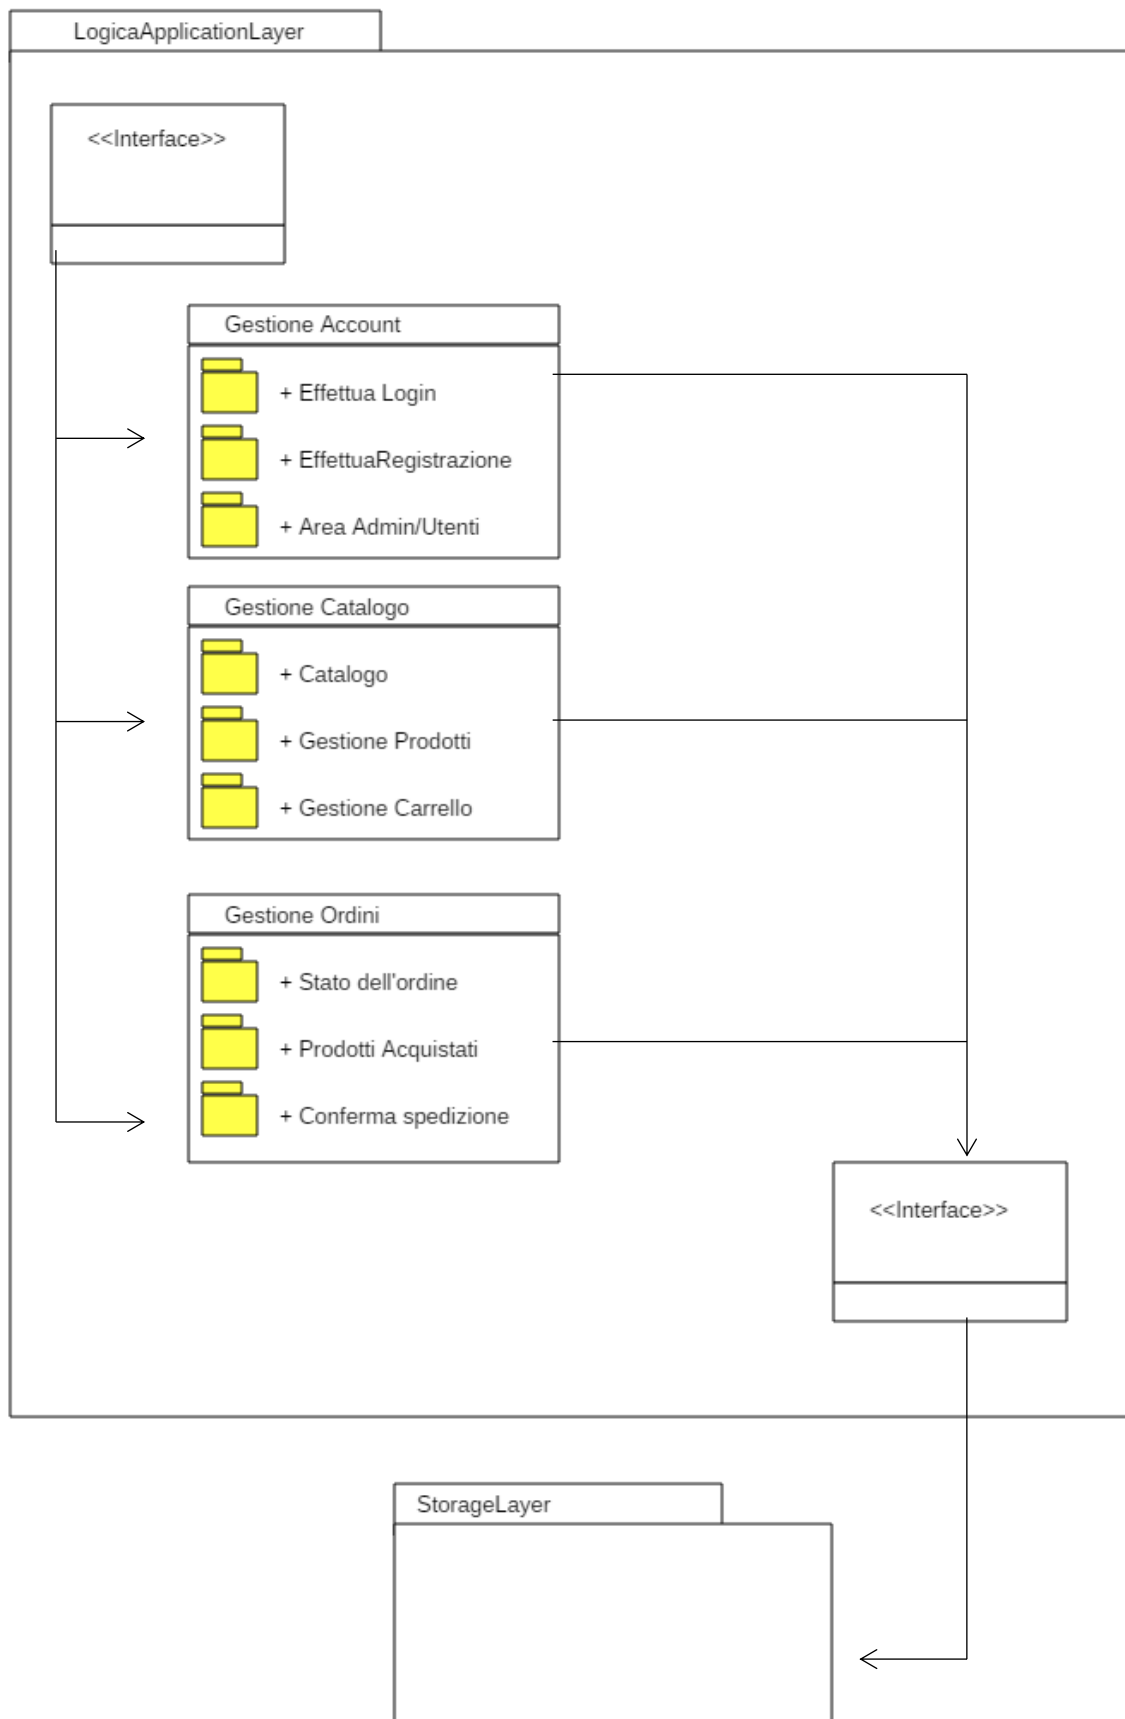 LogicaApplicationLayer
<<Interface>>
Gestione Account
+ Effettua Login
+ EffettuaRegistrazione
+ Area Admin/Utenti
Gestione Catalogo
+ Catalogo
+ Gestione Prodotti
+ Gestione Carrello
Gestione Ordini
+ Stato dell'ordine
+ Prodotti Acquistati
+ Conferma spedizione
<<Interface>>
StorageLayer